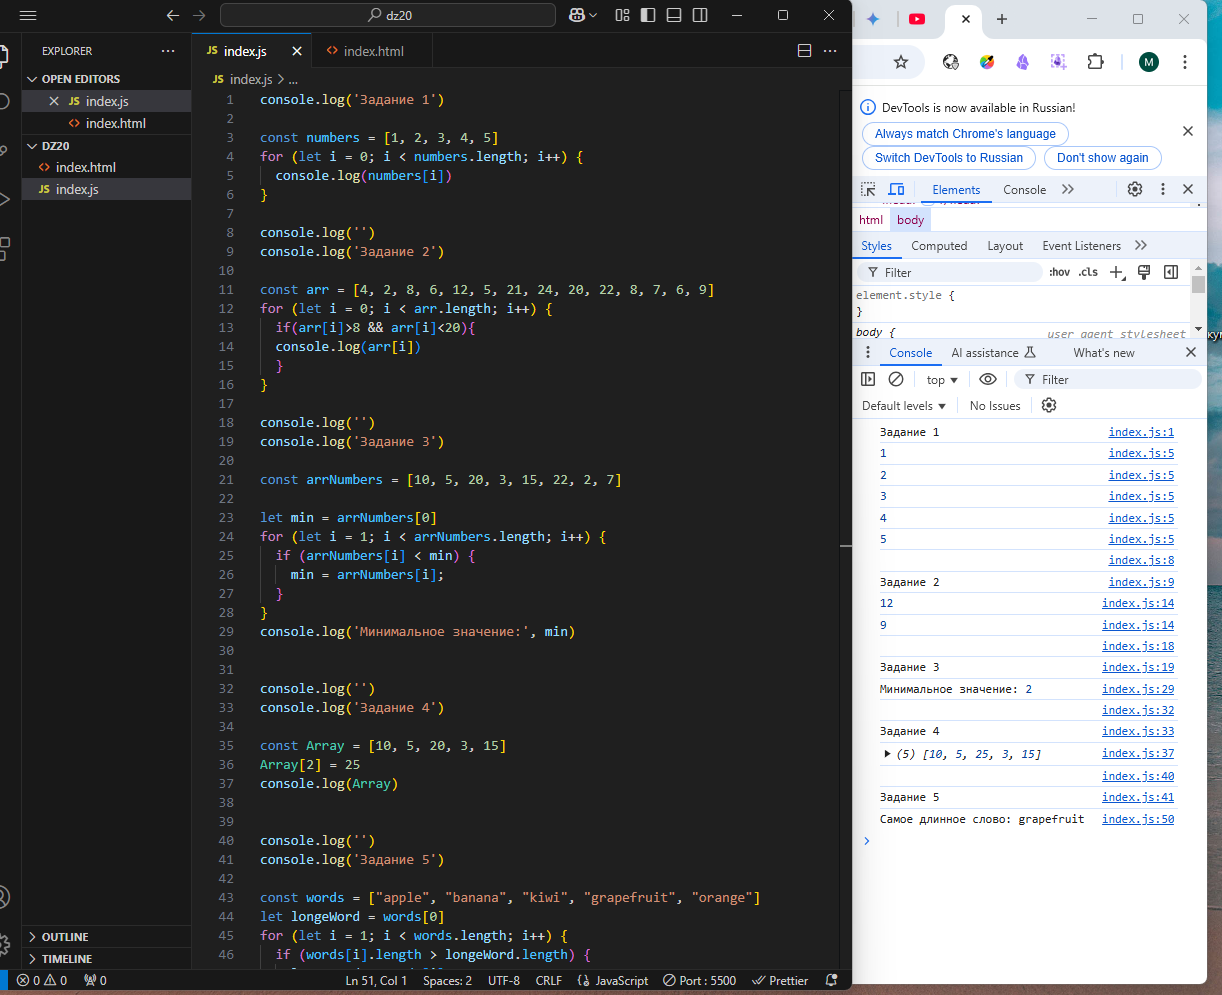 dz20
EXPLORER
OPEN EDITORS
JS index.js
<> index.html
DZ20
<> index.html
JS index.js
OUTLINE
TIMELINE
JS index.js
<> index.html
JS index.js > ...
1 console.log('Задание 1')
2
3 const numbers = [1, 2, 3, 4, 5]
4 for (let i = 0; i < numbers.length; i++) {
5   console.log(numbers[i])
6 }
7
8 console.log('')
9 console.log('Задание 2')
10
11 const arr = [4, 2, 8, 6, 12, 5, 21, 24, 20, 22, 8, 7, 6, 9]
12 for (let i = 0; i < arr.length; i++) {
13   if(arr[i]>8 && arr[i]<20){
14   console.log(arr[i])
15   }
16 }
17
18 console.log('')
19 console.log('Задание 3')
20
21 const arrNumbers = [10, 5, 20, 3, 15, 22, 2, 7]
22
23 let min = arrNumbers[0]
24 for (let i = 1; i < arrNumbers.length; i++) {
25   if (arrNumbers[i] < min) {
26     min = arrNumbers[i];
27   }
28 }
29 console.log('Минимальное значение:', min)
30
31
32 console.log('')
33 console.log('Задание 4')
34
35 const Array = [10, 5, 20, 3, 15]
36 Array[2] = 25
37 console.log(Array)
38
39
40 console.log('')
41 console.log('Задание 5')
42
43 const words = ["apple", "banana", "kiwi", "grapefruit", "orange"]
44 let longeWord = words[0]
45 for (let i = 1; i < words.length; i++) {
46   if (words[i].length > longeWord.length) {
0 0 0
Ln 51, Col 1
Spaces: 2
UTF-8
CRLF
{} JavaScript
Port : 5500
Prettier
M
DevTools is now available in Russian!
Always match Chrome's language
Switch DevTools to Russian
Don't show again
Elements
Console
html
body
Styles
Computed
Layout
Event Listeners
Filter
:hov .cls
element.style {
}
body {
user agent stylesheet
Console
AI assistance
What's new
top
Filter
Default levels
No Issues
Задание 1 index.js:1
1 index.js:5
2 index.js:5
3 index.js:5
4 index.js:5
5 index.js:5
index.js:8
Задание 2 index.js:9
12 index.js:14
9 index.js:14
index.js:18
Задание 3 index.js:19
Минимальное значение: 2 index.js:29
index.js:32
Задание 4 index.js:33
(5) [10, 5, 25, 3, 15] index.js:37
index.js:40
Задание 5 index.js:41
Самое длинное слово: grapefruit index.js:50